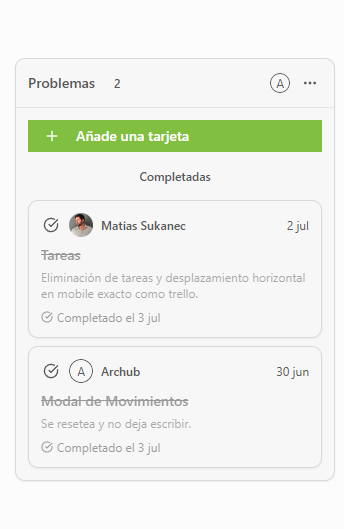 Problemas 2 A ...
+ Añade una tarjeta
Completadas
Matias Sukanec 2 jul
Tareas
Eliminación de tareas y desplazamiento horizontal
en mobile exacto como trello.
Completado el 3 jul
A Archub 30 jun
Modal de Movimientos
Se resetea y no deja escribir.
Completado el 3 jul